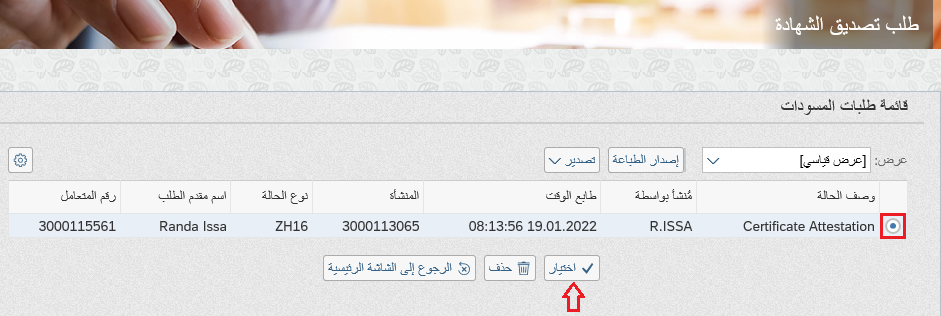 طلب تصديق الشهادة
قائمة طلبات المسودات
عرض: [عرض قياسي] إصدار الطباعة تصدير
وصف الحالة مُنشأ بواسطة طابع الوقت المنشأة نوع الحالة اسم مقدم الطلب رقم المتعامل
Certificate Attestation R.ISSA 08:13:56 19.01.2022 3000113065 ZH16 Randa Issa 3000115561
اختيار حذف الرجوع إلى الشاشة الرئيسية